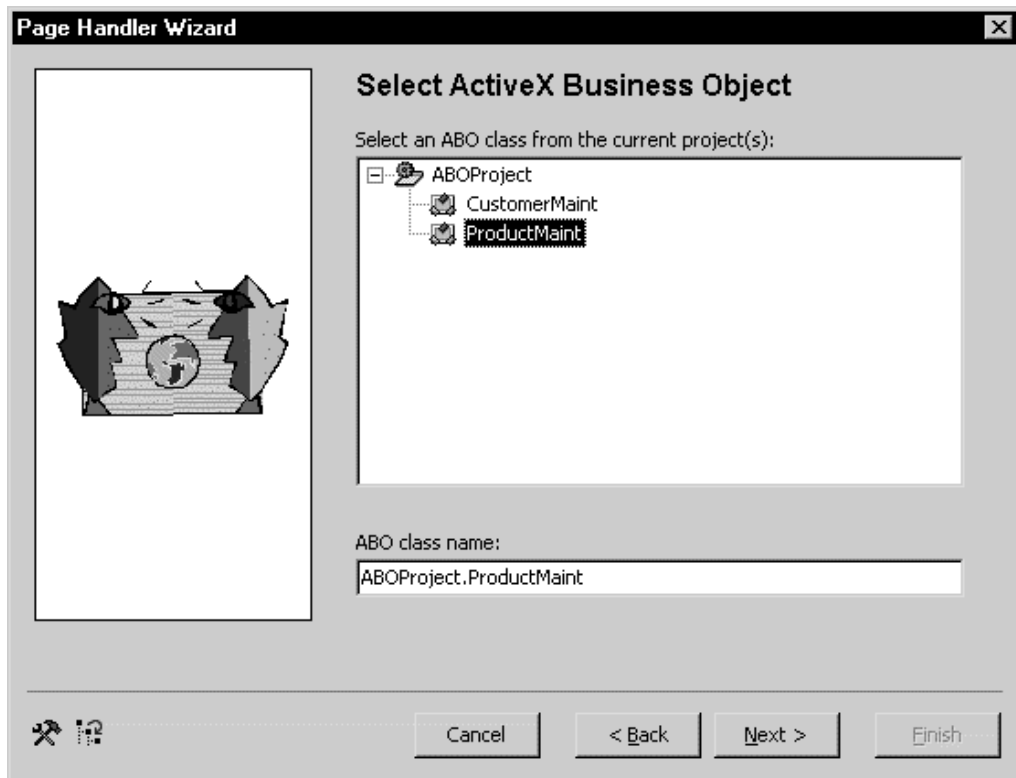 Page Handler Wizard
Select ActiveX Business Object
Select an ABO class from the current project(s):
ABOProject
CustomerMaint
ProductMaint
ABO class name:
ABOProject.ProductMaint
Cancel
< Back
Next >
Finish